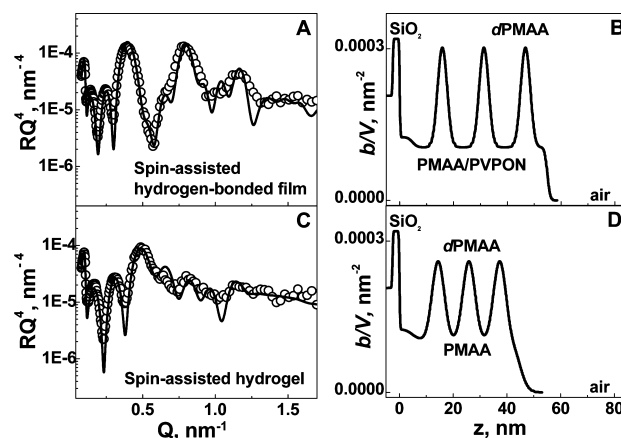 A
RQ⁴, nm⁻⁴
1E-4
1E-5
1E-6
Spin-assisted
hydrogen-bonded film
B
SiO₂
dPMAA
b/V, nm⁻²
0.0003
0.0000
PMAA/PVPON
air
C
RQ⁴, nm⁻⁴
1E-4
1E-5
1E-6
Spin-assisted hydrogel
0.5 1.0 1.5
Q, nm⁻¹
D
SiO₂
dPMAA
b/V, nm⁻²
0.0003
0.0000
PMAA
air
0 20 40 60 80
z, nm